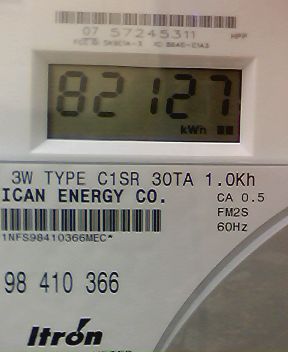 Itron
07 57245311
82127
kWh
3W TYPE C1SR 30TA 1.0Kh
ICAN ENERGY CO.
CA 0.5
FM2S
60Hz
1NFS98410366MEC*
98 410 366
Itron